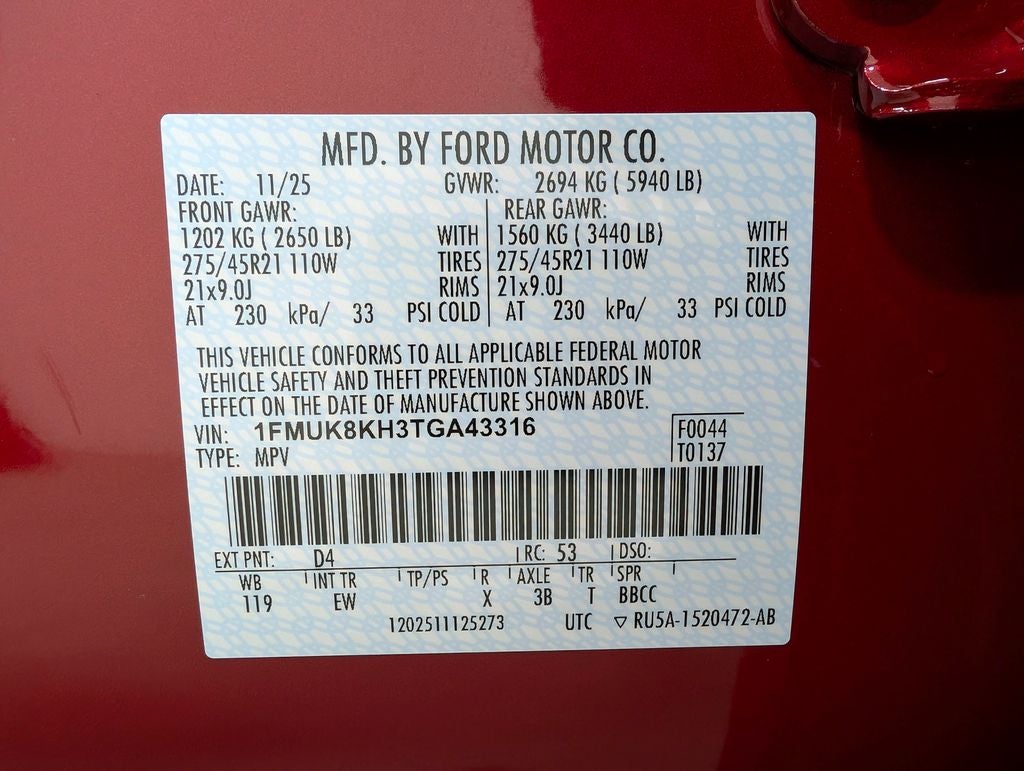 MFD. BY FORD MOTOR CO.
DATE: 11/25 GVWR: 2694 KG ( 5940 LB)
FRONT GAWR: REAR GAWR:
1202 KG ( 2650 LB) WITH 1560 KG ( 3440 LB) WITH
275/45R21 110W TIRES 275/45R21 110W TIRES
21x9.0J RIMS 21x9.0J RIMS
AT 230 kPa/ 33 PSI COLD AT 230 kPa/ 33 PSI COLD
THIS VEHICLE CONFORMS TO ALL APPLICABLE FEDERAL MOTOR
VEHICLE SAFETY AND THEFT PREVENTION STANDARDS IN
EFFECT ON THE DATE OF MANUFACTURE SHOWN ABOVE.
VIN: 1FMUK8KH3TGA43316 F0044
TYPE: MPV T0137
EXT PNT: D4 RC: 53 DSO:
WB INT TR TP/PS R AXLE TR SPR
119 EW X 3B T BBCC
1202511125273 UTC ▽ RU5A-1520472-AB